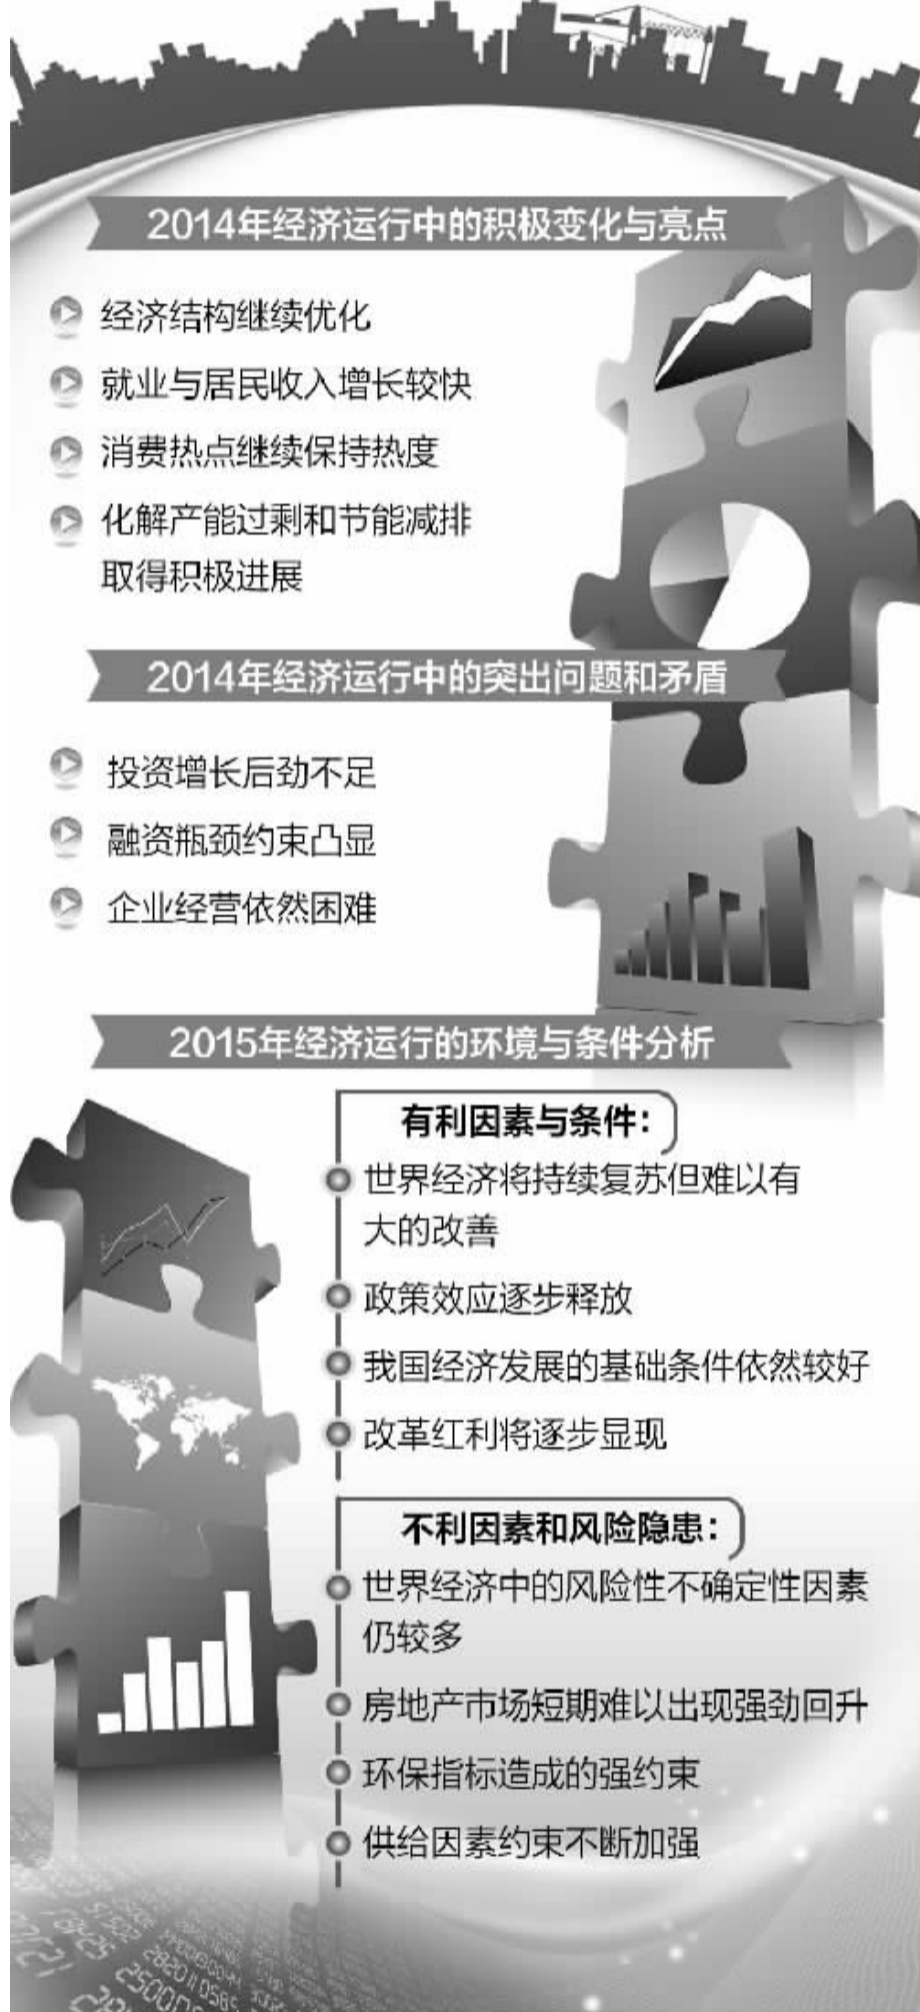 2014年经济运行中的积极变化与亮点
经济结构继续优化
就业与居民收入增长较快
消费热点继续保持热度
化解产能过剩和节能减排
取得积极进展
2014年经济运行中的突出问题和矛盾
投资增长后劲不足
融资瓶颈约束凸显
企业经营依然困难
2015年经济运行的环境与条件分析
有利因素与条件：
世界经济将持续复苏但难以有
大的改善
政策效应逐步释放
我国经济发展的基础条件依然较好
改革红利将逐步显现
不利因素和风险隐患：
世界经济中的风险性不确定性因素
仍较多
房地产市场短期难以出现强劲回升
环保指标造成的强约束
供给因素约束不断加强